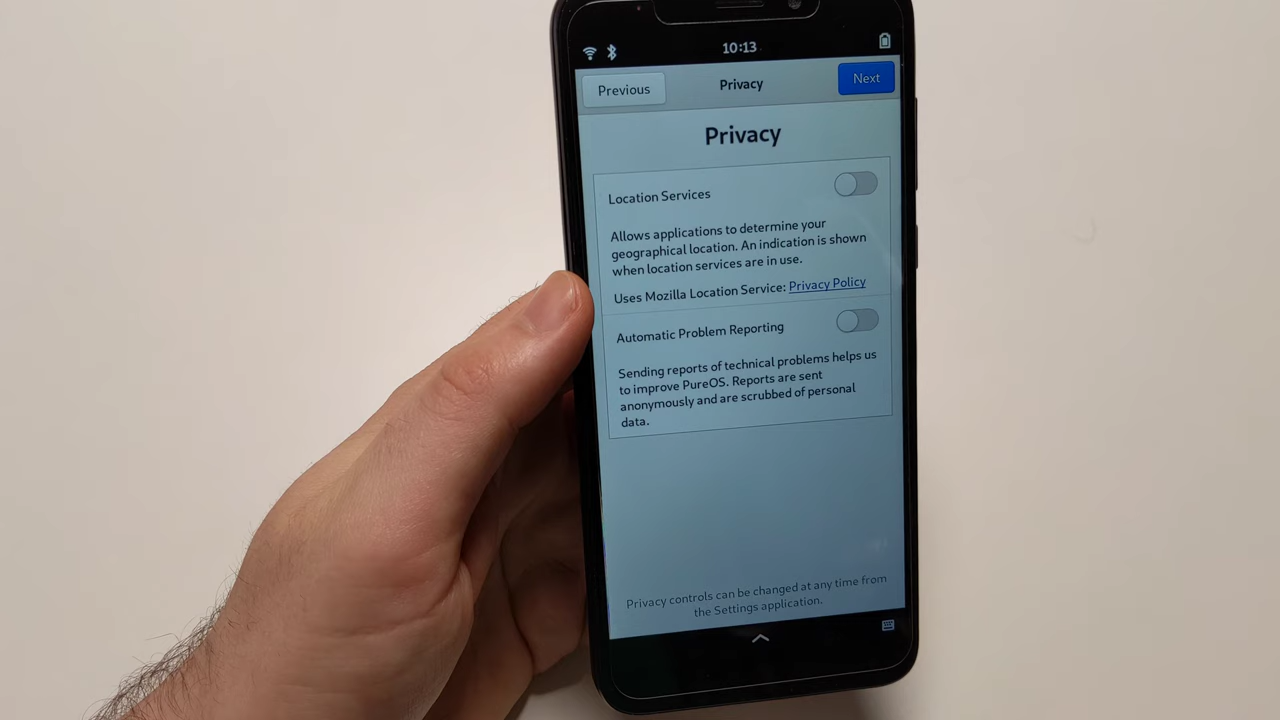 10:13
Previous
Privacy
Next
Privacy
Location Services
Allows applications to determine your
geographical location. An indication is shown
when location services are in use.
Uses Mozilla Location Service: Privacy Policy
Automatic Problem Reporting
Sending reports of technical problems helps us
to improve PureOS. Reports are sent
anonymously and are scrubbed of personal
data.
Privacy controls can be changed at any time from
the Settings application.